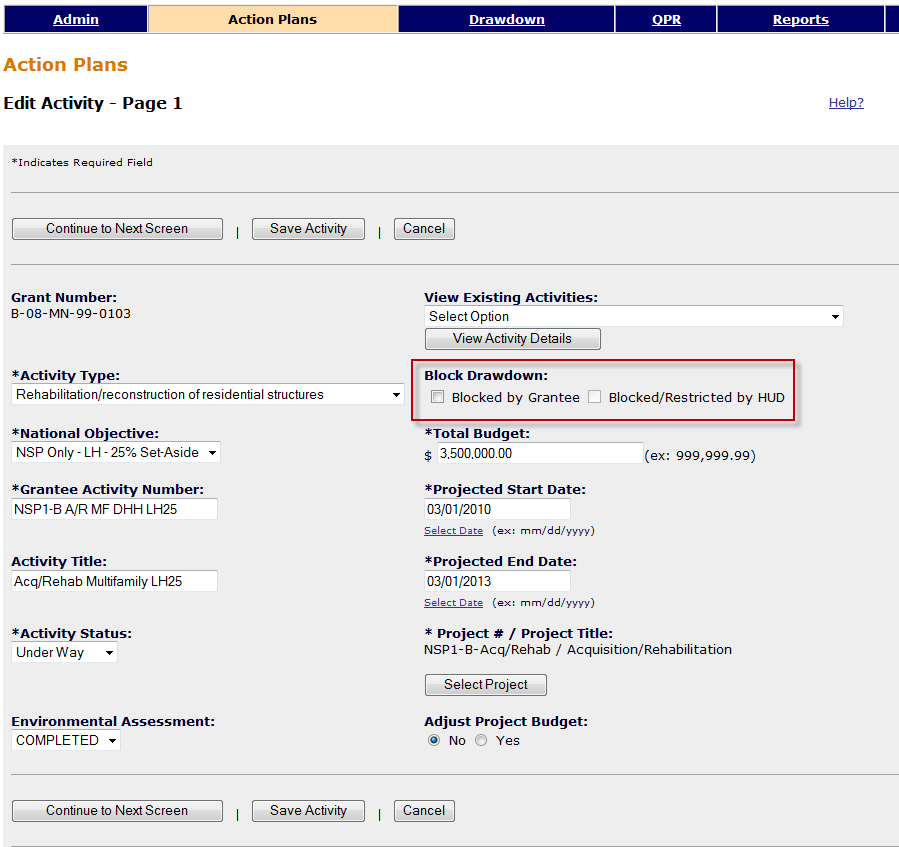 Admin Action Plans Drawdown QPR Reports
Action Plans
Edit Activity - Page 1 Help?
*Indicates Required Field
Continue to Next Screen | Save Activity | Cancel
Grant Number: View Existing Activities:
B-08-MN-99-0103 Select Option
View Activity Details
*Activity Type: Block Drawdown:
Rehabilitation/reconstruction of residential structures Blocked by Grantee Blocked/Restricted by HUD
*National Objective: *Total Budget:
NSP Only - LH - 25% Set-Aside $ 3,500,000.00 (ex: 999,999.99)
*Grantee Activity Number: *Projected Start Date:
NSP1-B A/R MF DHH LH25 03/01/2010
Select Date (ex: mm/dd/yyyy)
Activity Title: *Projected End Date:
Acq/Rehab Multifamily LH25 03/01/2013
Select Date (ex: mm/dd/yyyy)
*Activity Status: * Project # / Project Title:
Under Way NSP1-B-Acq/Rehab / Acquisition/Rehabilitation
Select Project
Environmental Assessment: Adjust Project Budget:
COMPLETED No Yes
Continue to Next Screen | Save Activity | Cancel